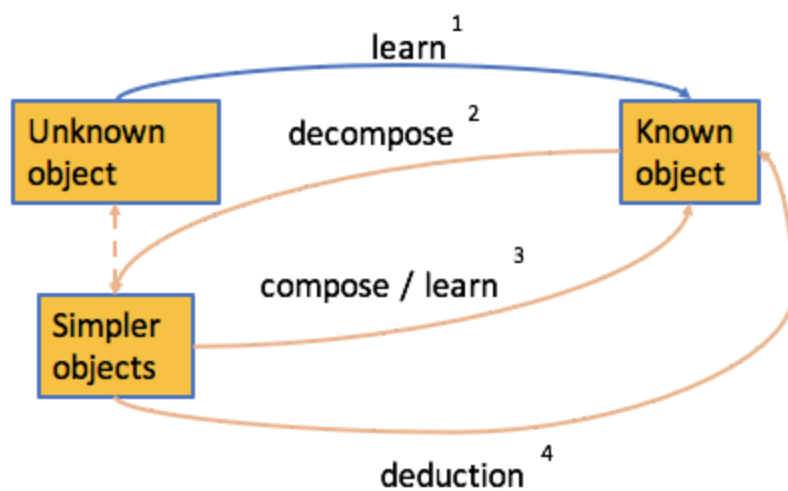 learn 1
Unknown
object
decompose 2
Known
object
compose / learn 3
Simpler
objects
deduction 4